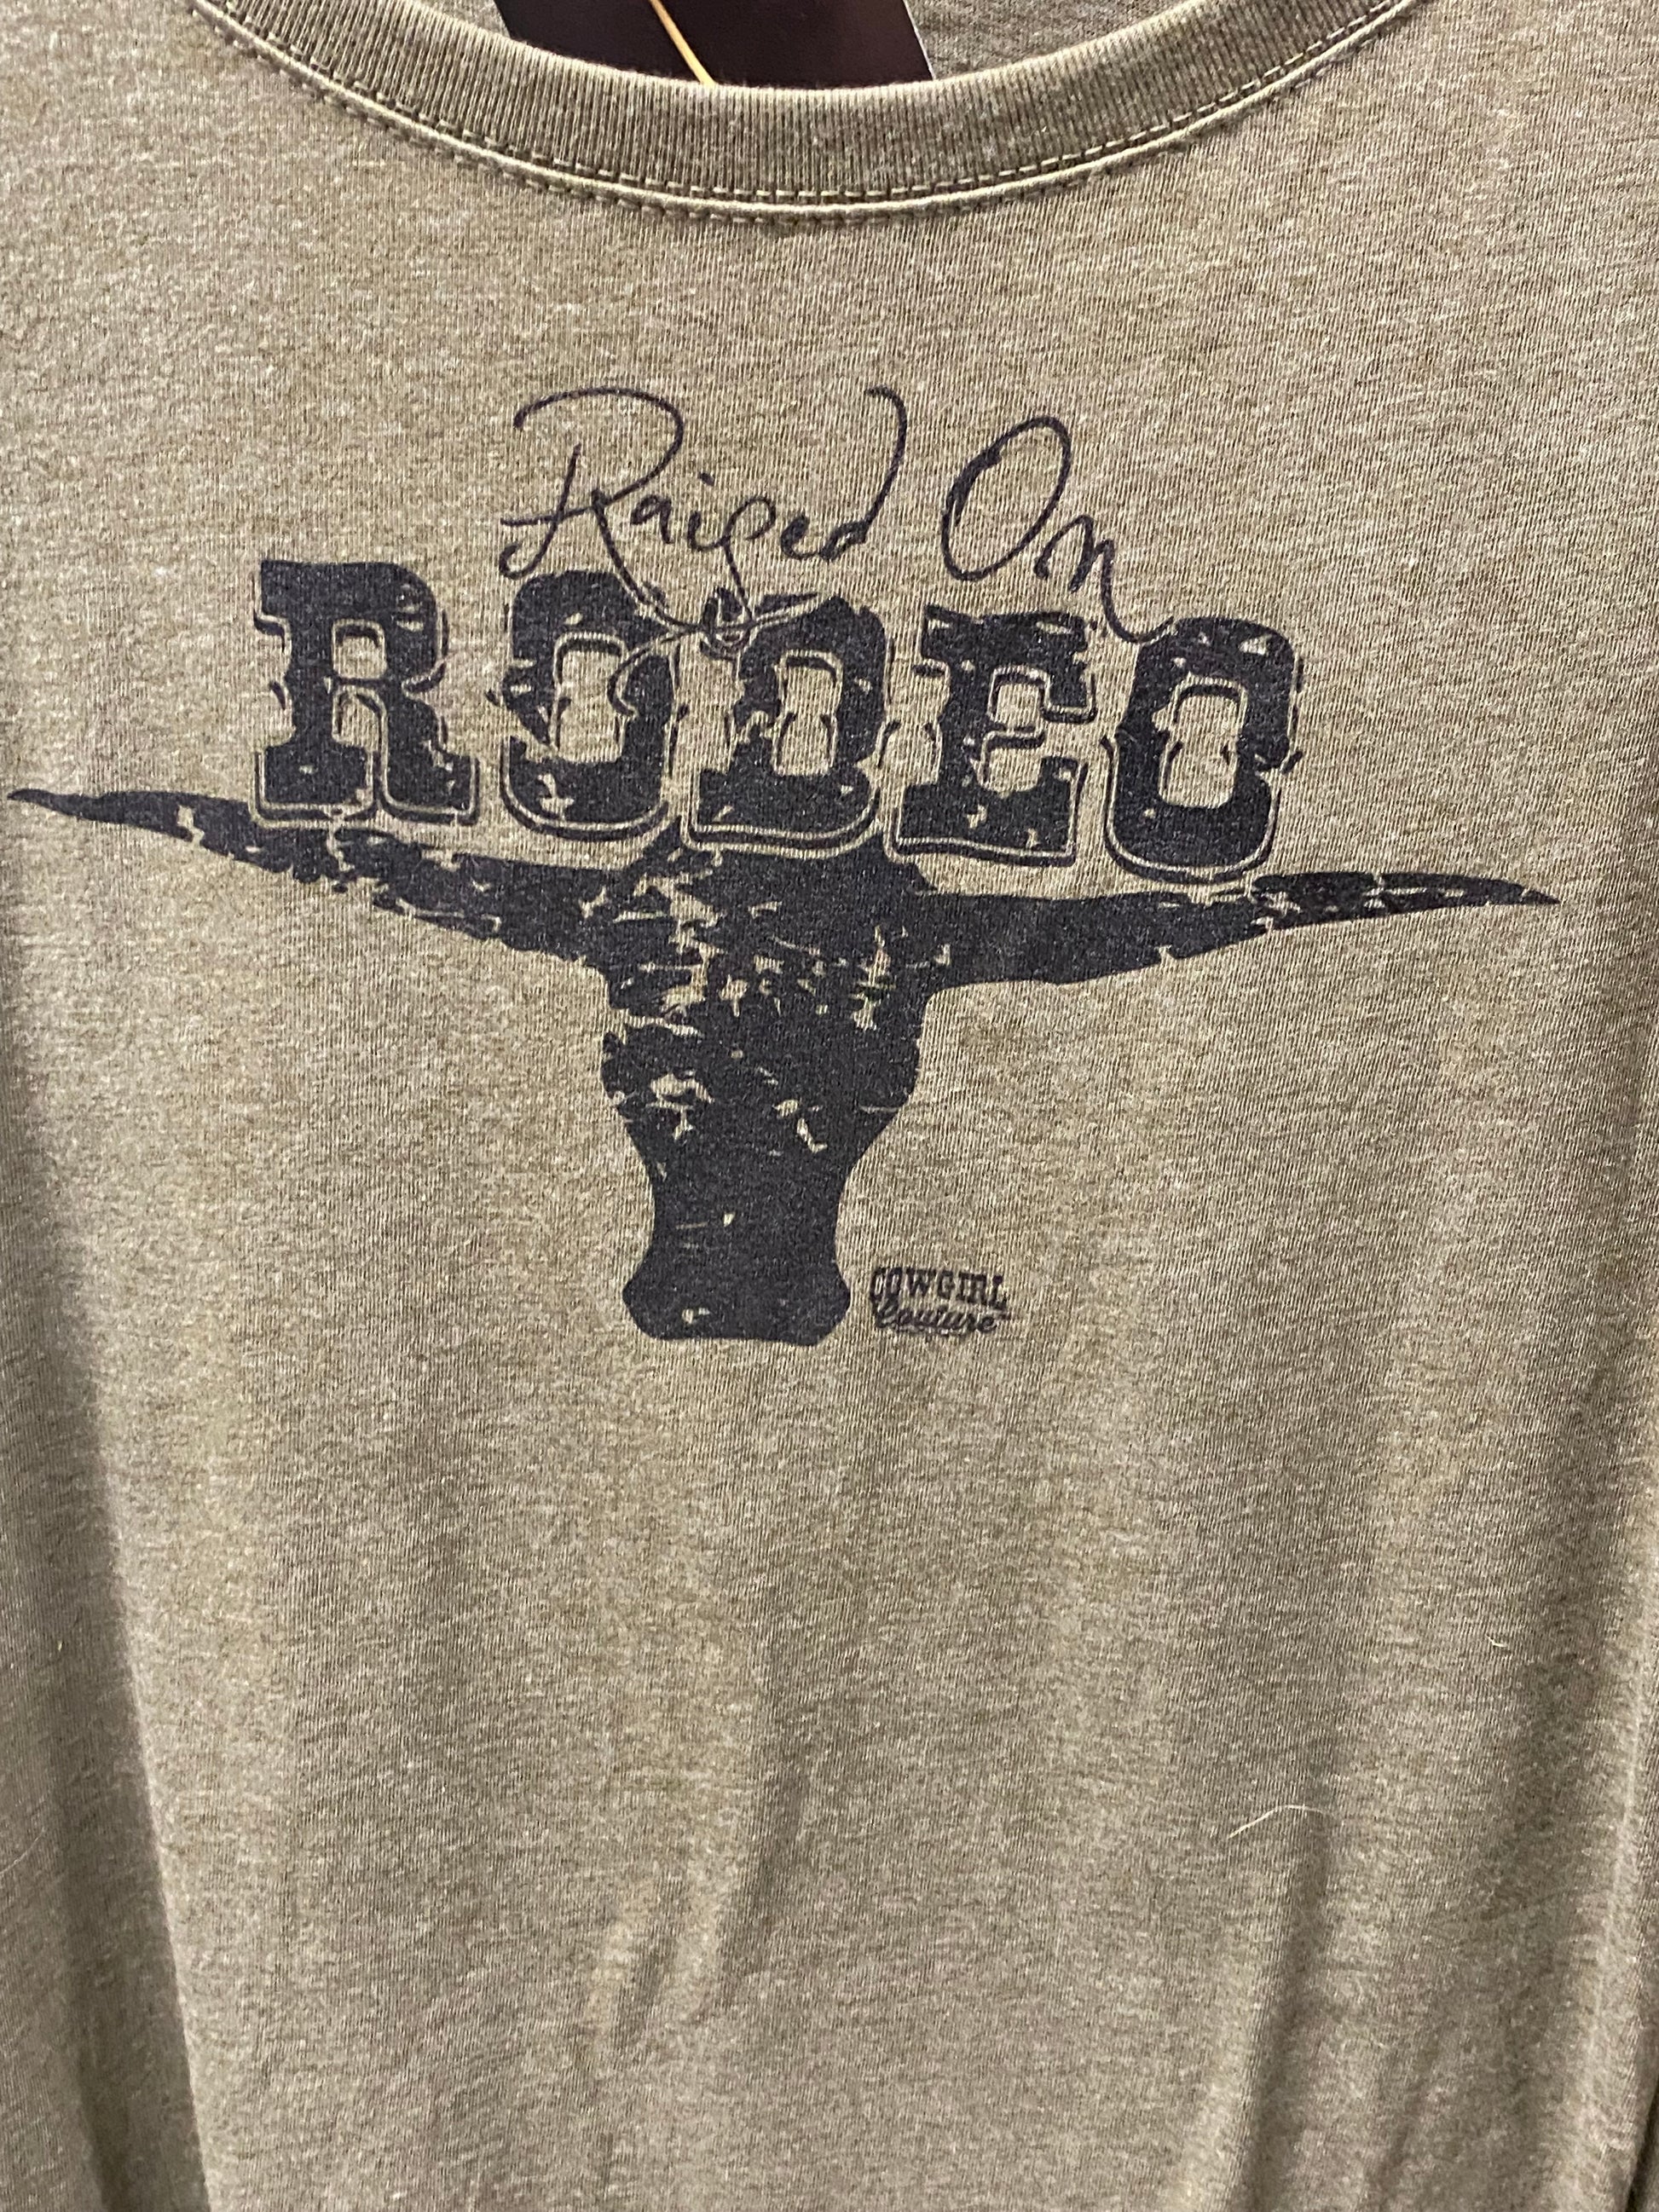 Raised On
RODEO
COWGIRL
Couture